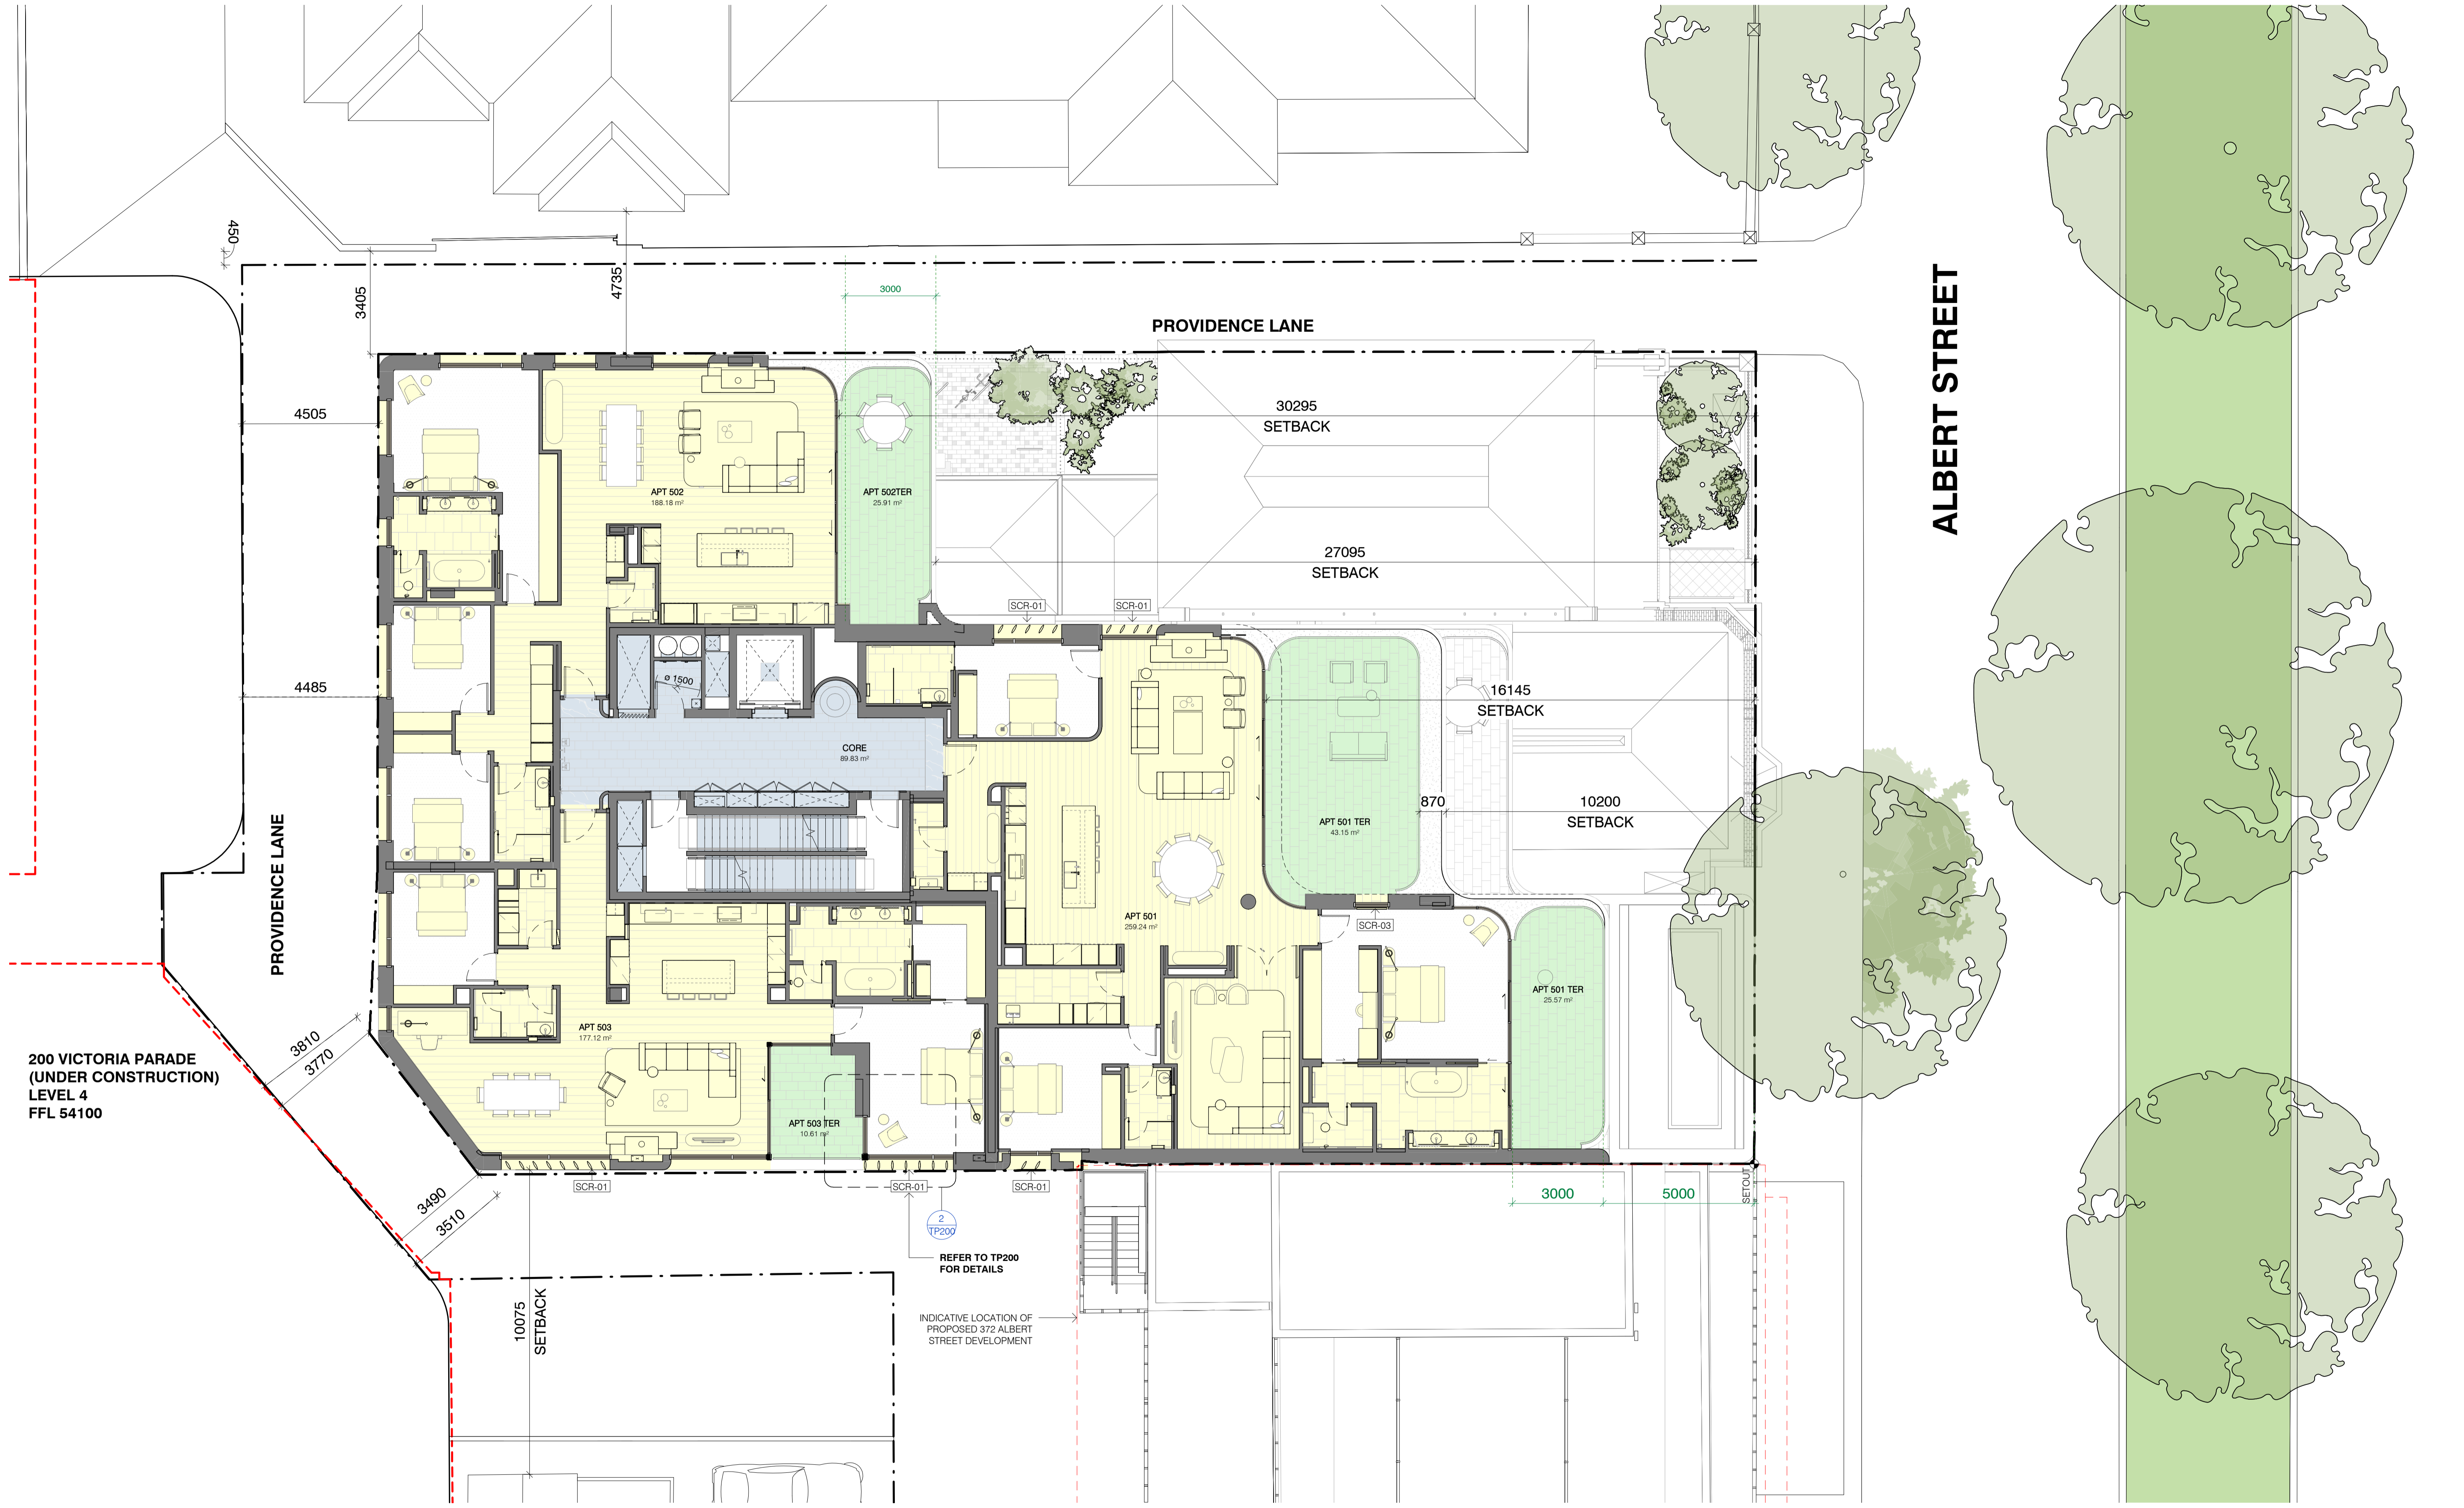 450
3405
4735
3000
PROVIDENCE LANE
ALBERT STREET
4505
30295
SETBACK
APT 502
188.18 m²
APT 502TER
25.91 m²
27095
SETBACK
SCR-01
SCR-01
4485
ø 1500
16145
SETBACK
CORE
89.83 m²
870
10200
SETBACK
APT 501 TER
43.15 m²
PROVIDENCE LANE
APT 501
259.24 m²
SCR-03
APT 501 TER
25.57 m²
APT 503
177.12 m²
3810
3770
200 VICTORIA PARADE
(UNDER CONSTRUCTION)
LEVEL 4
FFL 54100
APT 503 TER
10.61 m²
SCR-01
SCR-01
SCR-01
SETOUT
3000
5000
3490
3510
2
TP200
REFER TO TP200
FOR DETAILS
10075
SETBACK
INDICATIVE LOCATION OF
PROPOSED 372 ALBERT
STREET DEVELOPMENT